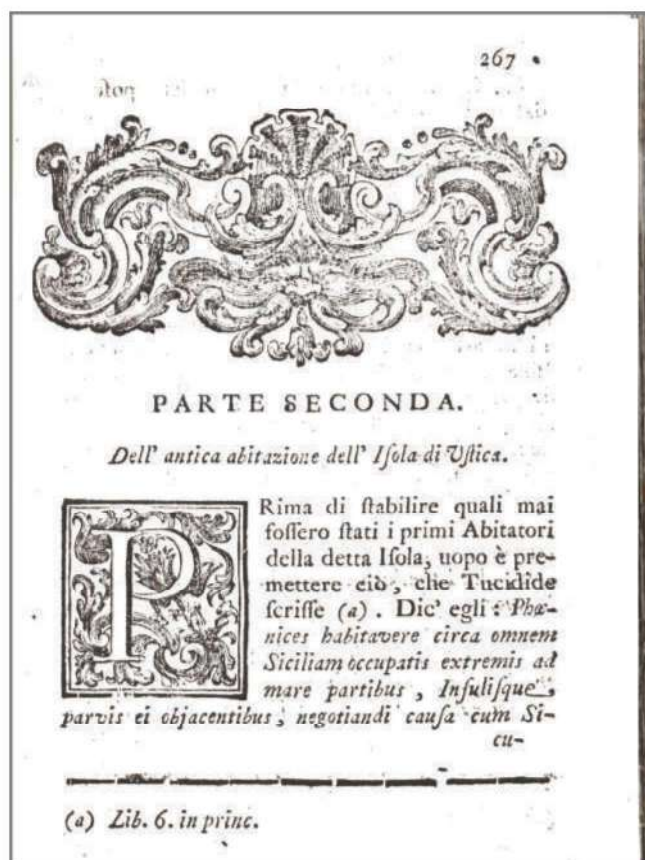 267
PARTE SECONDA.
Dell' antica abitazione dell' Iſola di Uſtica.
PRima di ſtabilire quali mai
foſſero ſtati i primi Abitatori
della detta Iſola, uopo è pre-
mettere ciò, che Tucidide
ſcriſſe (a). Dic' egli: Phœ-
nices habitavere circa omnem
Siciliam occupatis extremis ad
mare partibus, Inſuliſque
parvis ei objacentibus, negotiandi cauſa cum Si-
cu-
(a) Lib. 6. in princ.